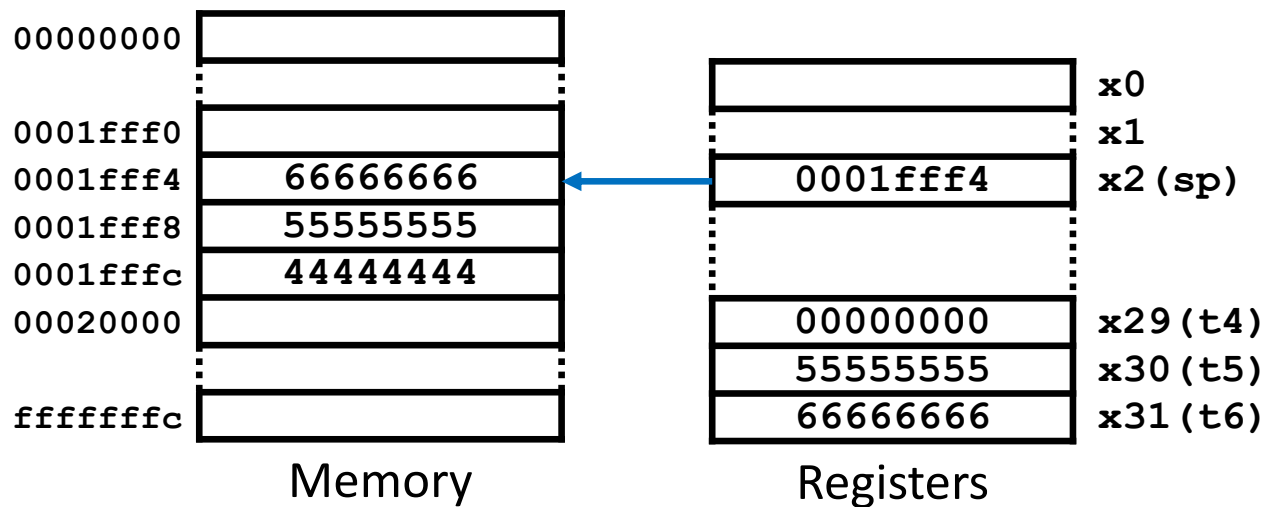 00000000
0001fff0
0001fff4 66666666
0001fff8 55555555
0001fffc 44444444
00020000
fffffffc
Memory
x0
x1
0001fff4 x2(sp)
00000000 x29(t4)
55555555 x30(t5)
66666666 x31(t6)
Registers